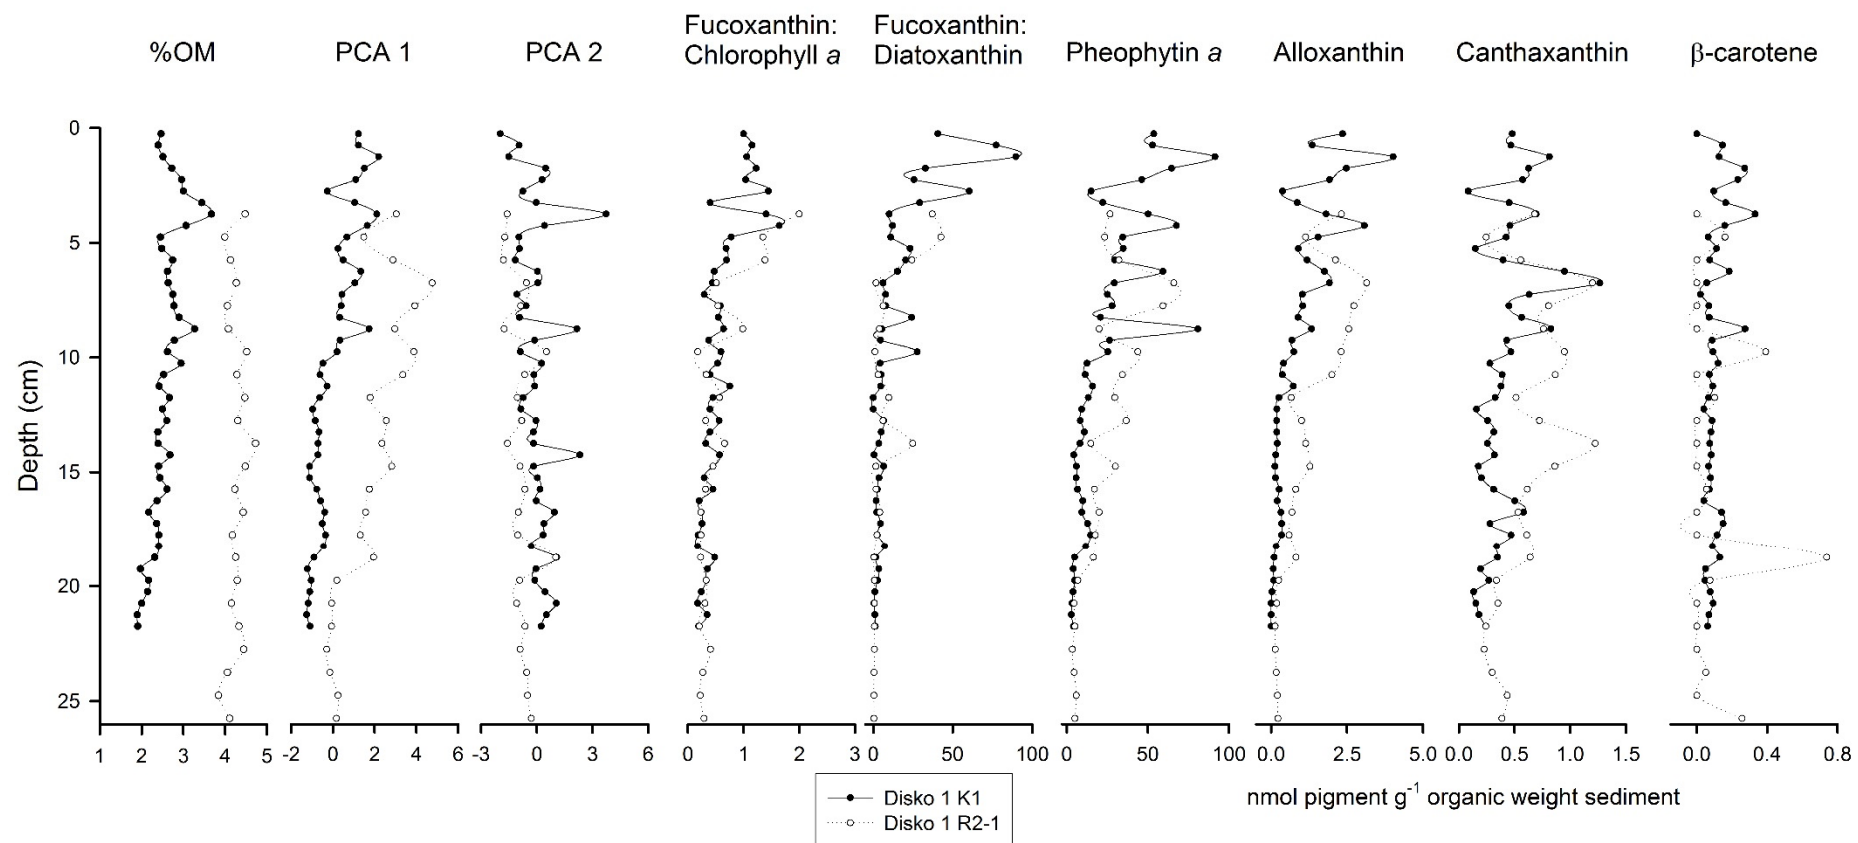 Fucoxanthin: Fucoxanthin:
%OM PCA 1 PCA 2 Chlorophyll a Diatoxanthin Pheophytin a Alloxanthin Canthaxanthin β-carotene
0
5
10
15
20
25
Depth (cm)
1 2 3 4 5 -2 0 2 4 6 -3 0 3 6 0 1 2 3 0 50 100 0 50 100 0.0 2.5 5.0 0.0 0.5 1.0 1.5 0.0 0.4 0.8
nmol pigment g-1 organic weight sediment
Disko 1 K1
Disko 1 R2-1